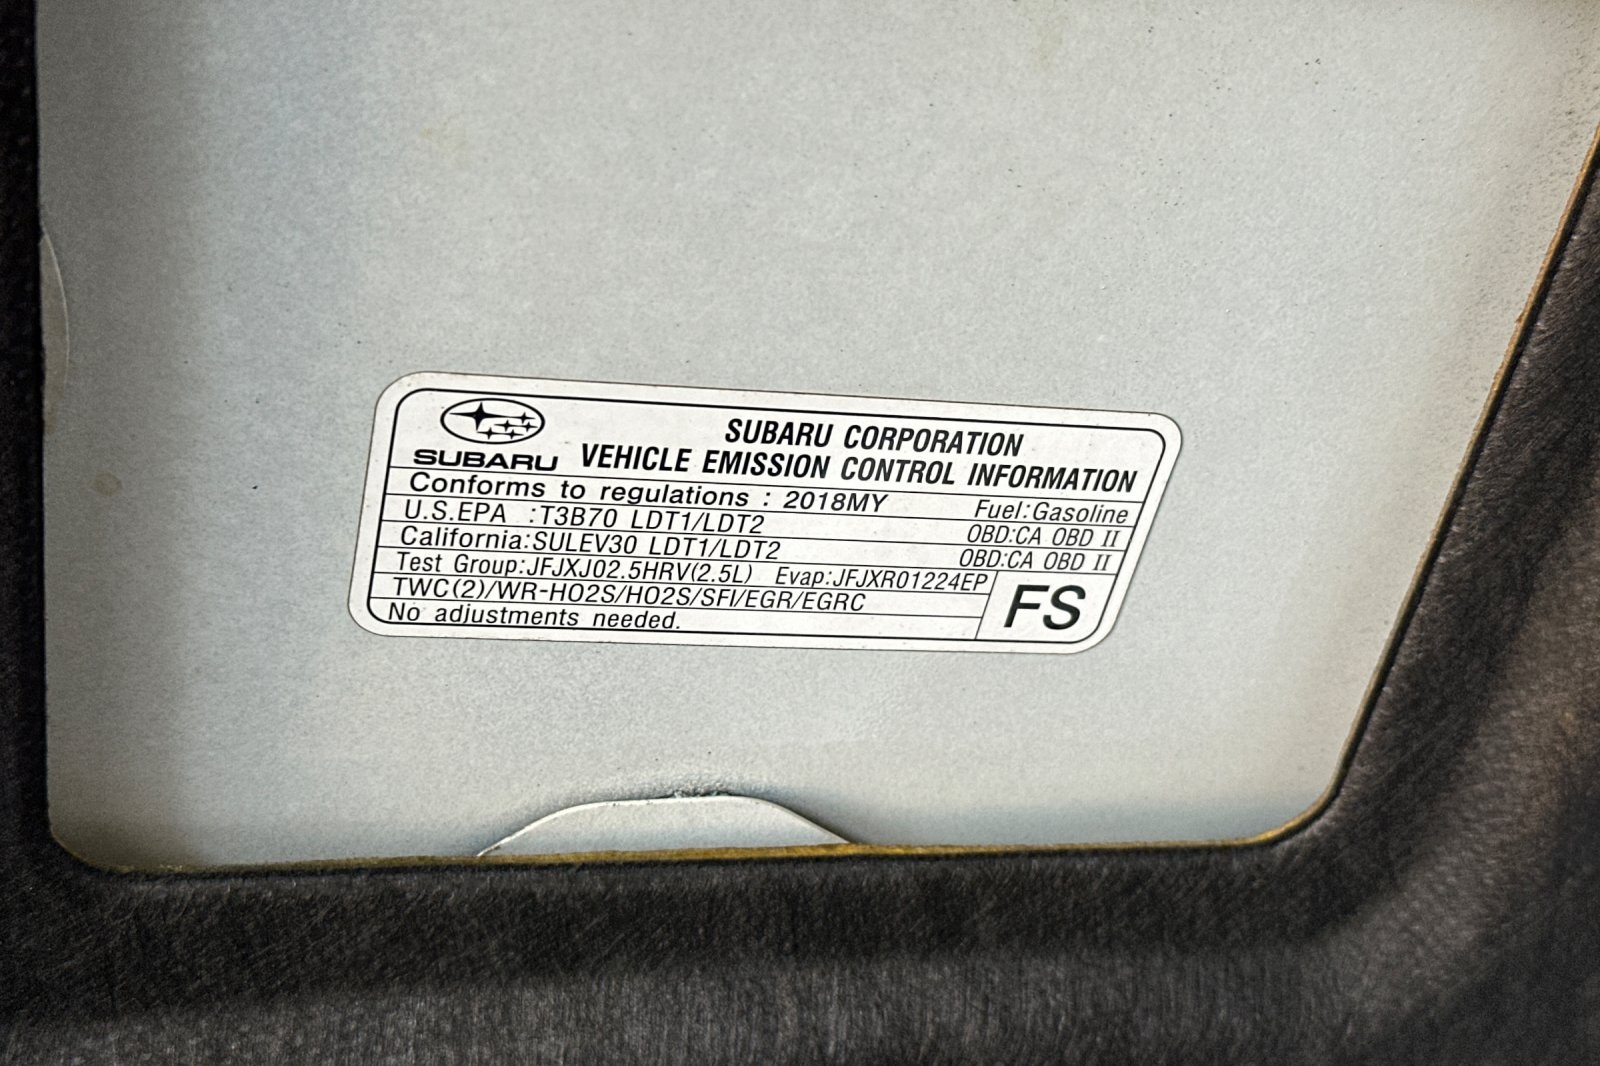 SUBARU CORPORATION
SUBARU VEHICLE EMISSION CONTROL INFORMATION
Conforms to regulations : 2018MY Fuel:Gasoline
U.S.EPA :T3B70 LDT1/LDT2 OBD:CA OBD II
California:SULEV30 LDT1/LDT2 OBD:CA OBD II
Test Group:JFJXJ02.5HRV(2.5L) Evap:JFJXR01224EP
TWC(2)/WR-HO2S/HO2S/SFI/EGR/EGRC
No adjustments needed.
FS